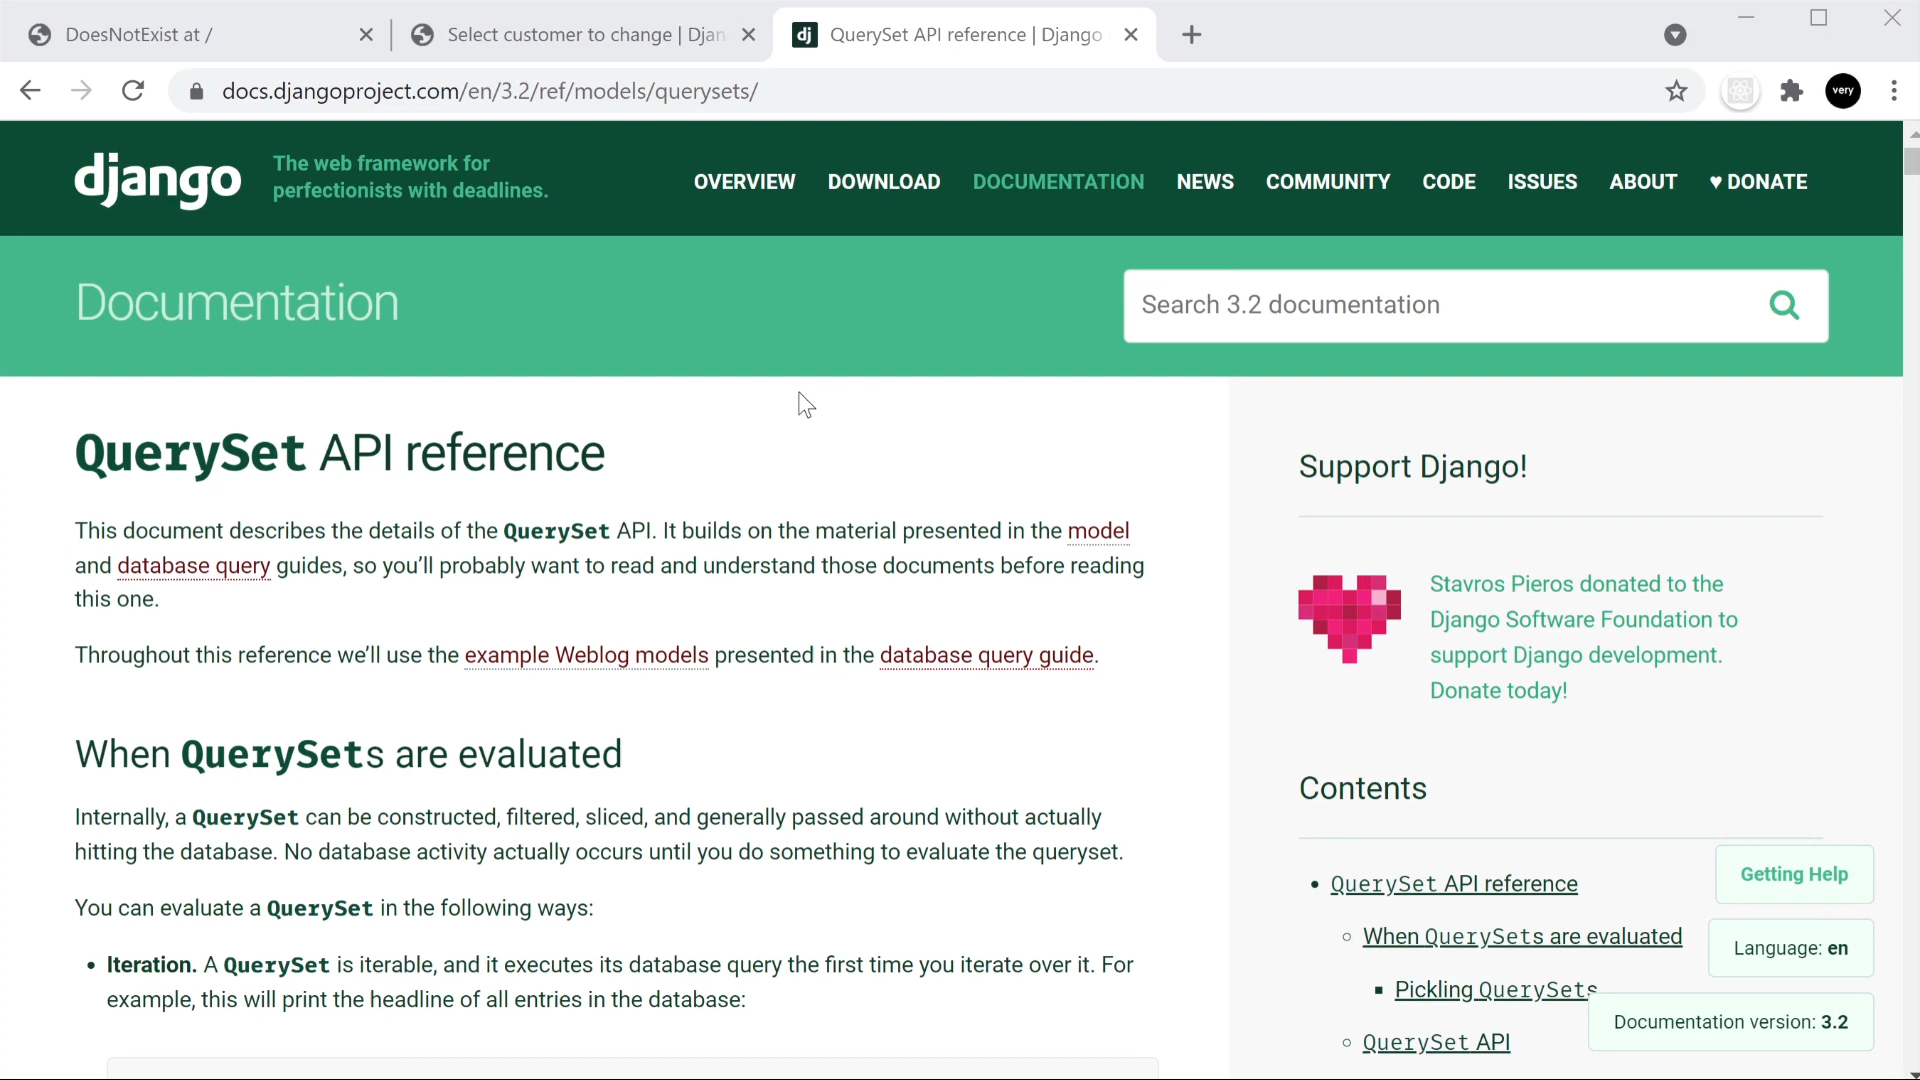 DoesNotExist at /
Select customer to change | Djan
QuerySet API reference | Django
docs.djangoproject.com/en/3.2/ref/models/querysets/
very
django
The web framework for
perfectionists with deadlines.
OVERVIEW
DOWNLOAD
DOCUMENTATION
NEWS
COMMUNITY
CODE
ISSUES
ABOUT
♥ DONATE
Documentation
Search 3.2 documentation
QuerySet API reference
This document describes the details of the QuerySet API. It builds on the material presented in the model
and database query guides, so you’ll probably want to read and understand those documents before reading
this one.
Throughout this reference we’ll use the example Weblog models presented in the database query guide.
When QuerySets are evaluated
Internally, a QuerySet can be constructed, filtered, sliced, and generally passed around without actually
hitting the database. No database activity actually occurs until you do something to evaluate the queryset.
You can evaluate a QuerySet in the following ways:
• Iteration. A QuerySet is iterable, and it executes its database query the first time you iterate over it. For
example, this will print the headline of all entries in the database:
Support Django!
Stavros Pieros donated to the
Django Software Foundation to
support Django development.
Donate today!
Contents
• QuerySet API reference
◦ When QuerySets are evaluated
▪ Pickling QuerySets
◦ QuerySet API
Getting Help
Language: en
Documentation version: 3.2